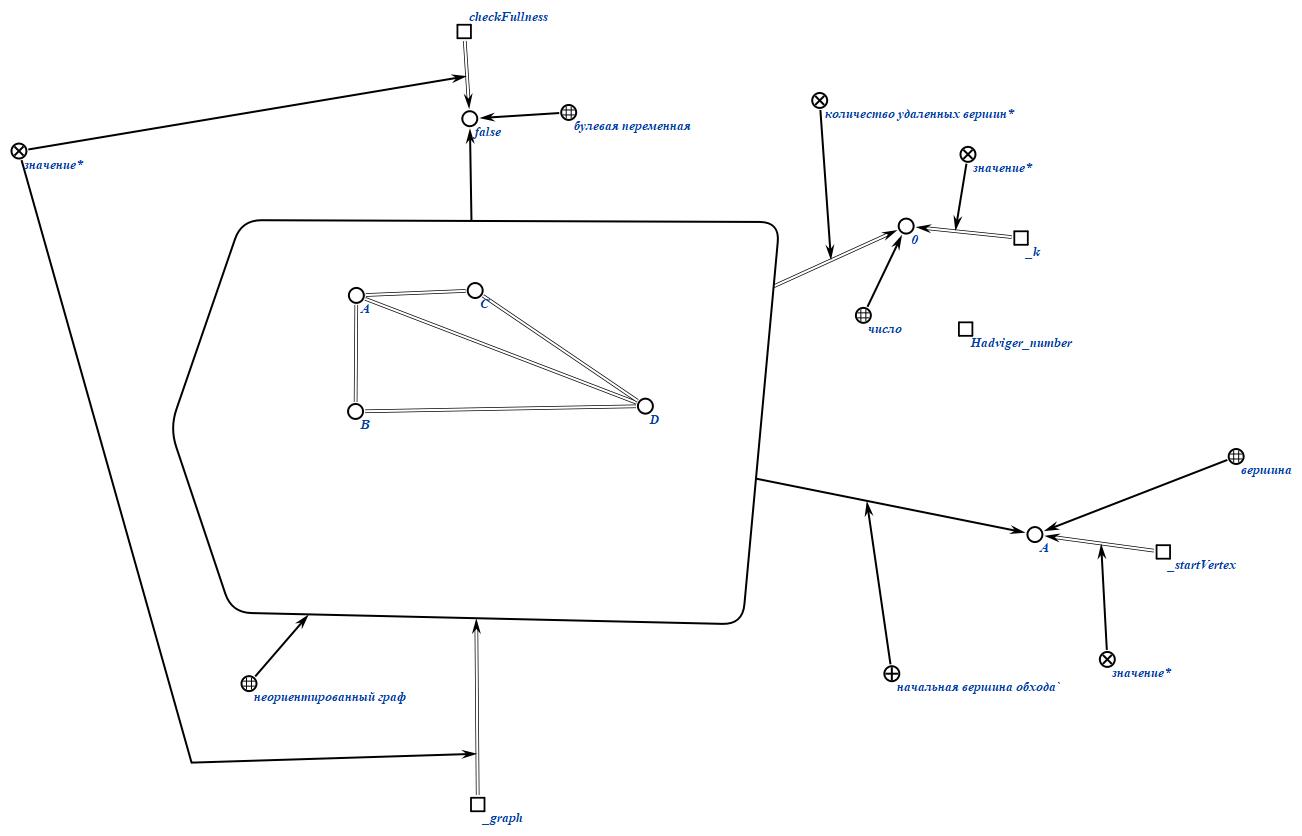 checkFullness
false
булевая переменная
количество удаленных вершин*
значение*
значение*
0
_k
число
A
C
Hadviger_number
B
D
вершина
A
_startVertex
значение*
начальная вершина обхода`
неориентированный граф
_graph